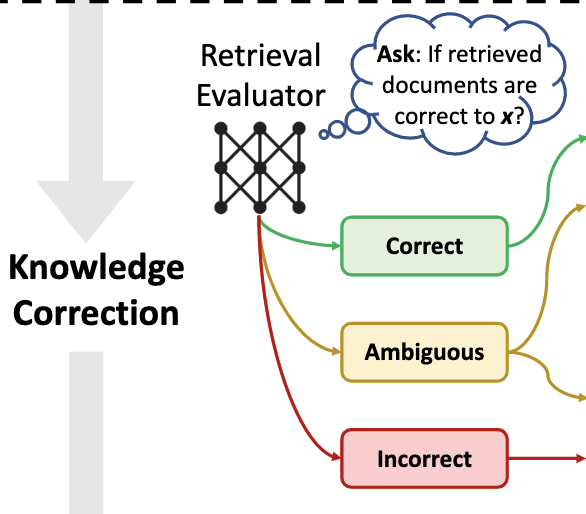 Retrieval
Evaluator
Ask: If retrieved
documents are
correct to x?
Correct
Knowledge
Correction
Ambiguous
Incorrect